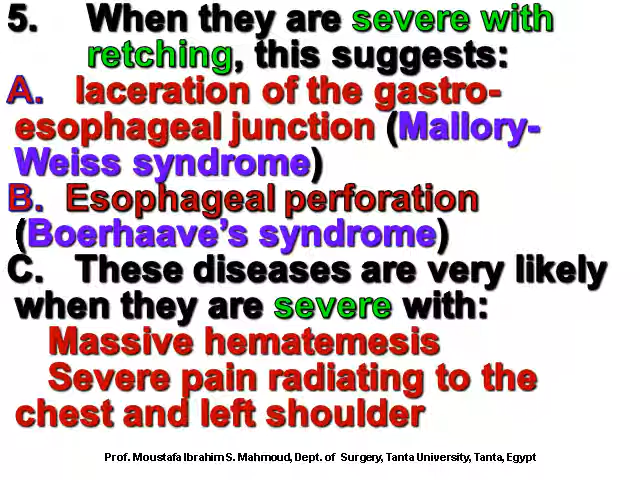 5. When they are severe with
retching, this suggests:
A. laceration of the gastro-
esophageal junction (Mallory-
Weiss syndrome)
B. Esophageal perforation
(Boerhaave's syndrome)
C. These diseases are very likely
when they are severe with:
Massive hematemesis
Severe pain radiating to the
chest and left shoulder
Prof. Moustafa Ibrahim S. Mahmoud, Dept. of Surgery, Tanta University, Tanta, Egypt